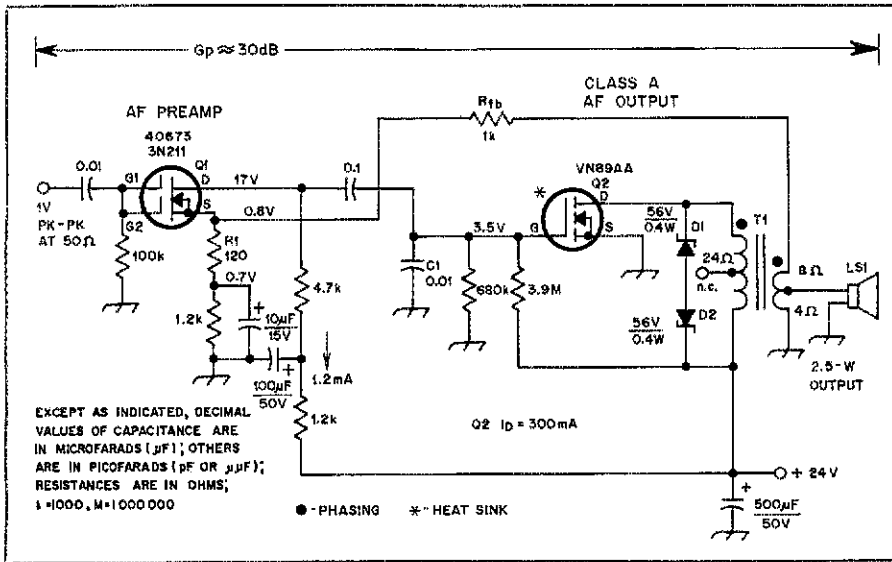 Gp ≈ 30dB
AF PREAMP
40673
3N211
CLASS A
AF OUTPUT
Rfb
1k
VN89AA
Q2
D
*
0.01
G1
Q1
D
S
G2
17V
0.1
0.8V
1V
PK-PK
AT 50Ω
100k
R1
120
0.7V
3.5V
G
S
56V
0.4W
D1
T1
24Ω
n.c.
8Ω
4Ω
LS1
C1
0.01
680k
3.9M
4.7k
1.2k
10µF
15V
56V
0.4W
D2
2.5-W
OUTPUT
100µF
50V
1.2mA
1.2k
Q2 ID = 300mA
EXCEPT AS INDICATED, DECIMAL
VALUES OF CAPACITANCE ARE
IN MICROFARADS (µF); OTHERS
ARE IN PICOFARADS (pF OR µµF);
RESISTANCES ARE IN OHMS;
k=1000, M=1000 000
●-PHASING
*-HEAT SINK
+24V
500µF
50V